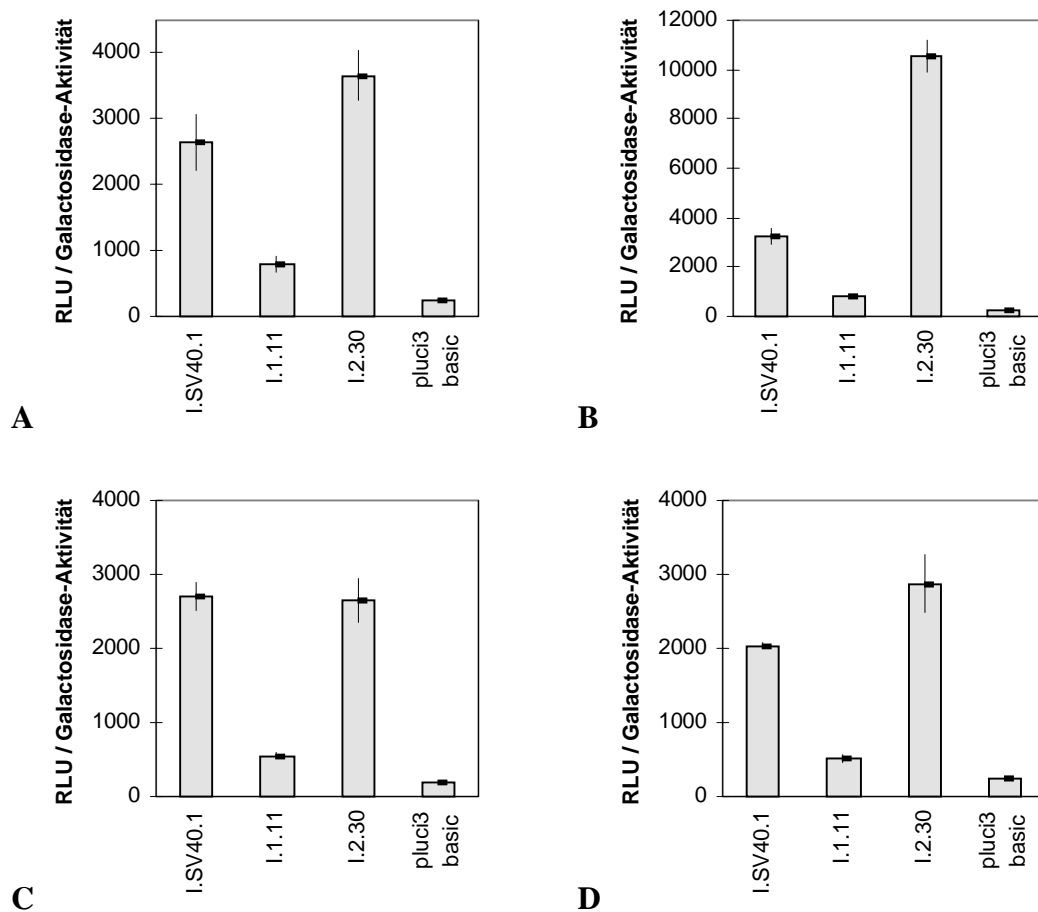 RLU / Galactosidase-Aktivität
4000
3000
2000
1000
0
I.SV40.1
I.1.11
I.2.30
pluci3
basic
A
RLU / Galactosidase-Aktivität
12000
10000
8000
6000
4000
2000
0
I.SV40.1
I.1.11
I.2.30
pluci3
basic
B
RLU / Galactosidase-Aktivität
4000
3000
2000
1000
0
I.SV40.1
I.1.11
I.2.30
pluci3
basic
C
RLU / Galactosidase-Aktivität
4000
3000
2000
1000
0
I.SV40.1
I.1.11
I.2.30
pluci3
basic
D